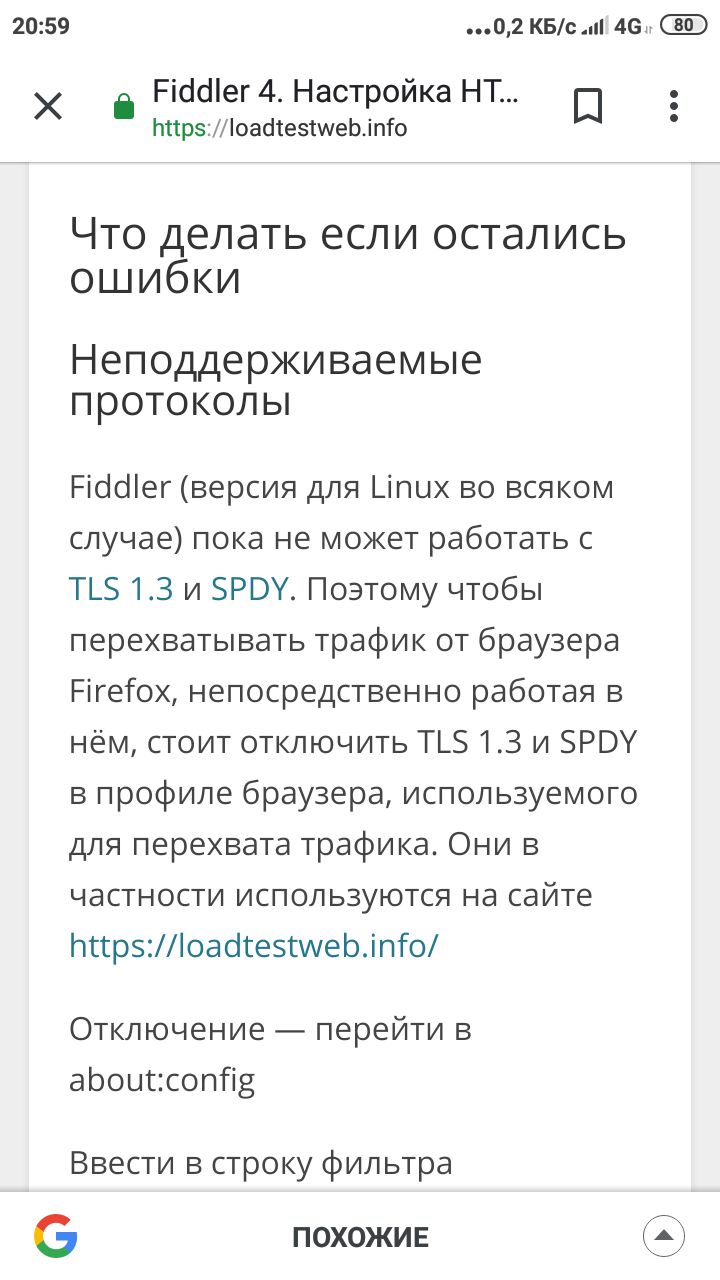 20:59
...0,2 КБ/с 4G 80
Fiddler 4. Настройка HT...
https://loadtestweb.info
Что делать если остались
ошибки
Неподдерживаемые
протоколы
Fiddler (версия для Linux во всяком
случае) пока не может работать с
TLS 1.3 и SPDY. Поэтому чтобы
перехватывать трафик от браузера
Firefox, непосредственно работая в
нём, стоит отключить TLS 1.3 и SPDY
в профиле браузера, используемого
для перехвата трафика. Они в
частности используются на сайте
https://loadtestweb.info/
Отключение — перейти в
about:config
Ввести в строку фильтра
G ПОХОЖИЕ